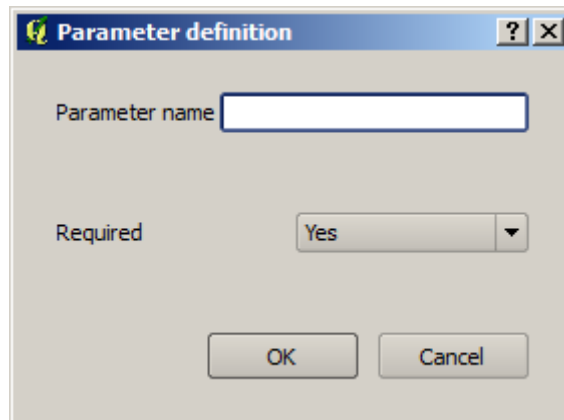 Parameter definition
Parameter name
Required Yes
OK Cancel